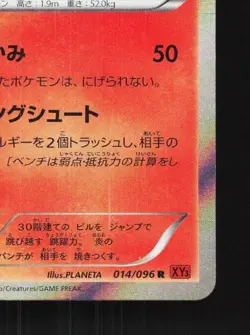 高さ:1.9m 重さ:52.0kg
かみ 50
たポケモンは、にげられない。
ングシュート
ルギーを2個トラッシュし、相手の
[ベンチは弱点・抵抗力の計算をし
30階建ての ビルを ジャンプで
跳び越す 跳躍力。 炎の
パンチが 相手を 焼きつくす。
Illus.PLANETA 014/096 R XY3
o/Creatures/GAME FREAK.